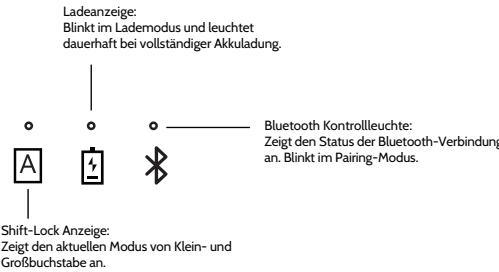 Ladeanzeige:
Blinkt im Lademodus und leuchtet
dauerhaft bei vollständiger Akkuladung.
Bluetooth Kontrollleuchte:
Zeigt den Status der Bluetooth-Verbindung
an. Blinkt im Pairing-Modus.
A
Shift-Lock Anzeige:
Zeigt den aktuellen Modus von Klein- und
Großbuchstabe an.